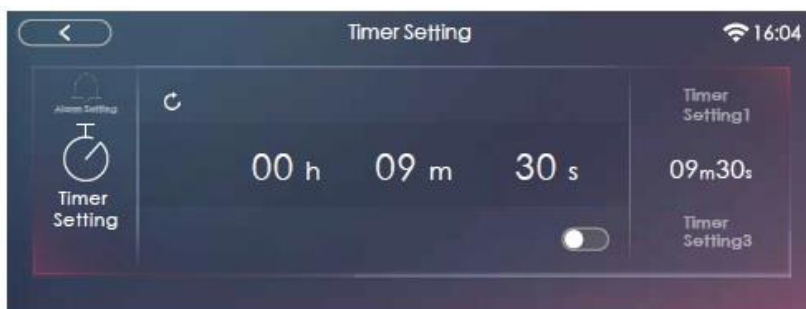 Timer Setting
16:04
Alarm Setting
Timer
Setting
00 h 09 m 30 s
Timer
Setting1
09m30s
Timer
Setting3